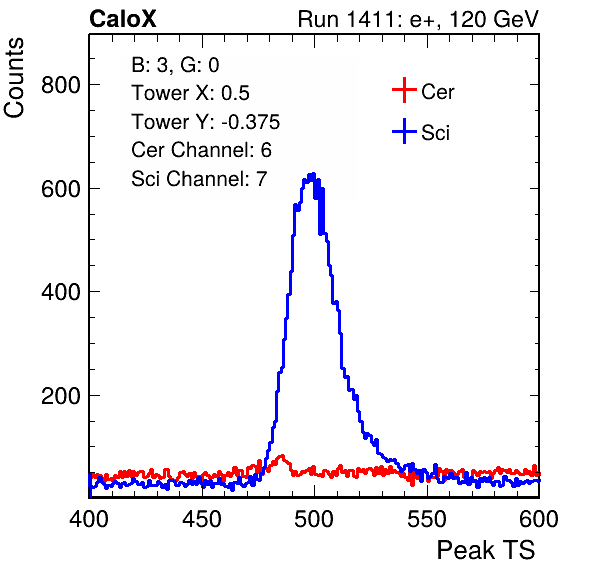 CaloX Run 1411: e+, 120 GeV
Counts
B: 3, G: 0
Tower X: 0.5
Tower Y: -0.375
Cer Channel: 6
Sci Channel: 7
Cer
Sci
800
600
400
200
400 450 500 550 600
Peak TS